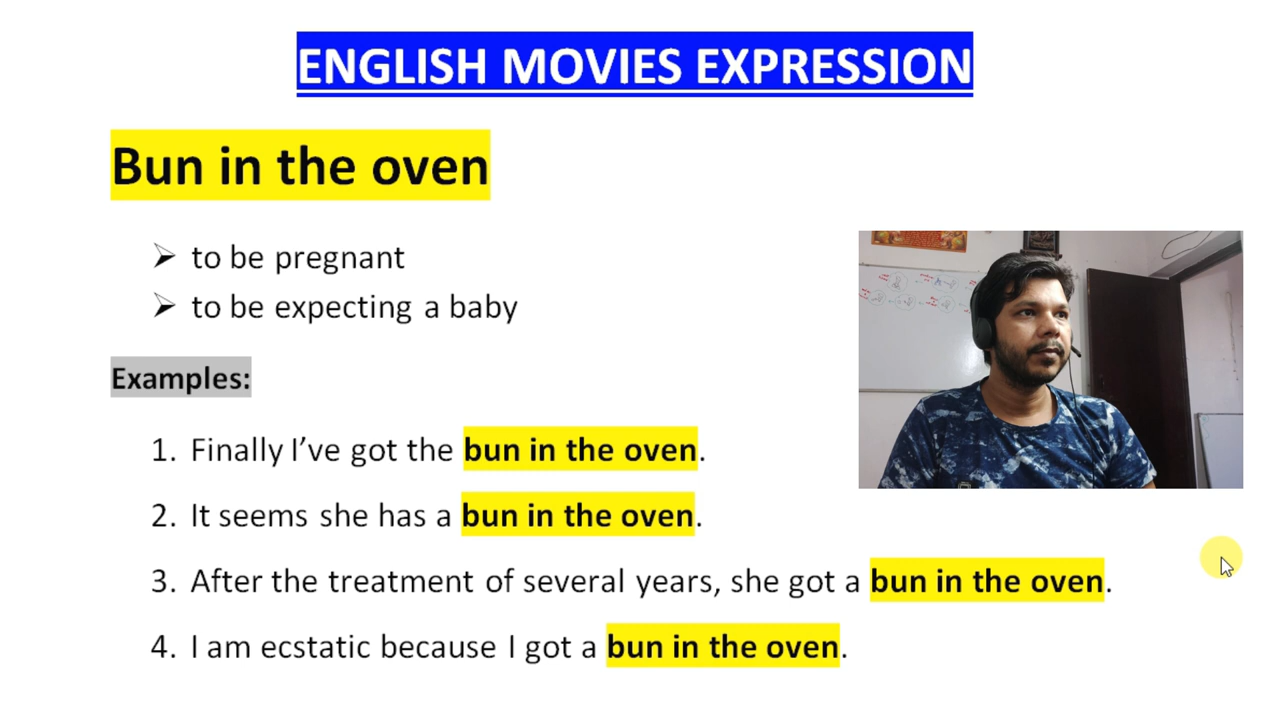 ENGLISH MOVIES EXPRESSION
Bun in the oven
to be pregnant
to be expecting a baby
Examples:
1. Finally I’ve got the bun in the oven.
2. It seems she has a bun in the oven.
3. After the treatment of several years, she got a bun in the oven.
4. I am ecstatic because I got a bun in the oven.